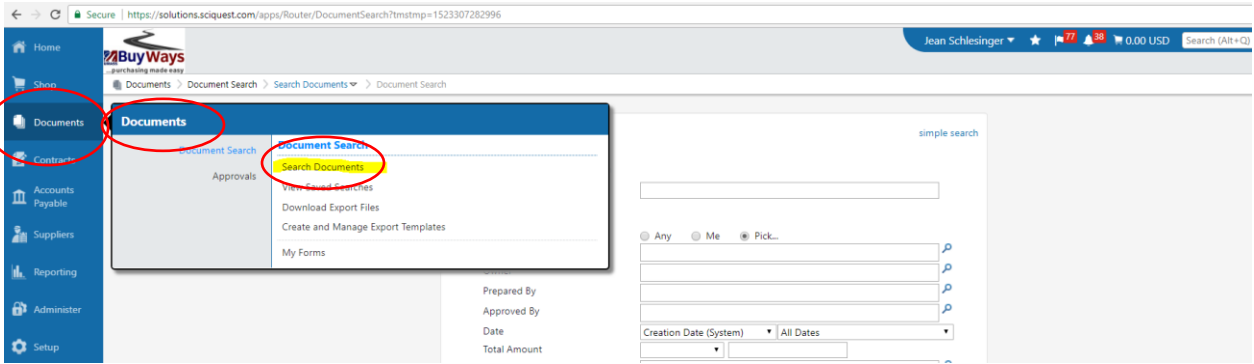 Secure | https://solutions.sciquest.com/apps/Router/DocumentSearch?tmstmp=1523307282996
Home
BuyWays
...purchasing made easy
Jean Schlesinger 77 38 0.00 USD Search (Alt+Q)
Shop
Documents > Document Search > Search Documents > Document Search
Documents
Documents
simple search
Document Search
Document Search
Search Documents
Contracts
Approvals
View Saved Searches
Accounts
Payable
Download Export Files
Create and Manage Export Templates
Suppliers
Any Me Pick...
My Forms
Reporting
Owner
Prepared By
Administer
Approved By
Date Creation Date (System) All Dates
Setup
Total Amount